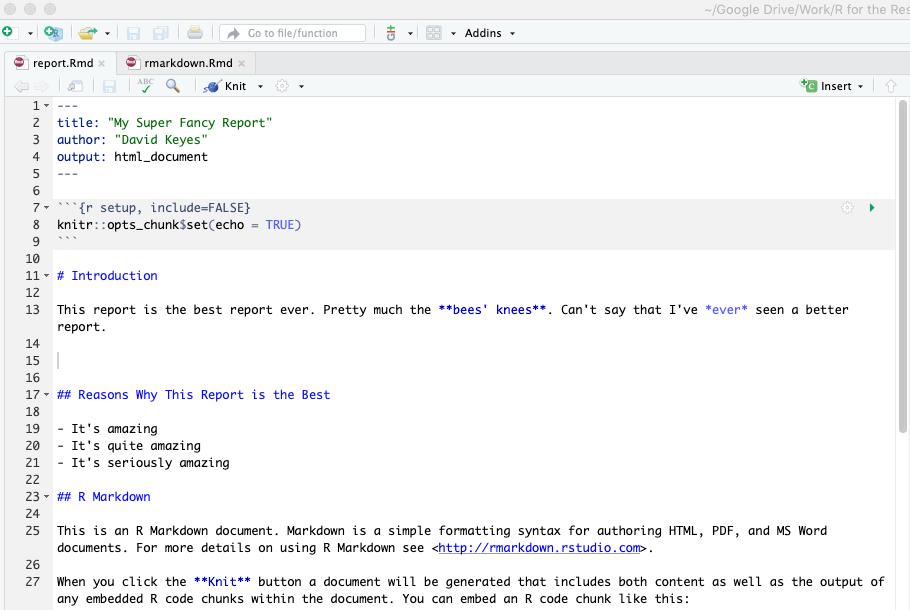 ~/Google Drive/Work/R for the Res
Go to file/function
Addins
report.Rmd
rmarkdown.Rmd
ABC
Knit
Insert
1 ---
2 title: "My Super Fancy Report"
3 author: "David Keyes"
4 output: html_document
5 ---
6
7 ```{r setup, include=FALSE}
8 knitr::opts_chunk$set(echo = TRUE)
9 ```
10
11 # Introduction
12
13 This report is the best report ever. Pretty much the **bees' knees**. Can't say that I've *ever* seen a better
report.
14
15
16
17 ## Reasons Why This Report is the Best
18
19 - It's amazing
20 - It's quite amazing
21 - It's seriously amazing
22
23 ## R Markdown
24
25 This is an R Markdown document. Markdown is a simple formatting syntax for authoring HTML, PDF, and MS Word
documents. For more details on using R Markdown see <http://rmarkdown.rstudio.com>.
26
27 When you click the **Knit** button a document will be generated that includes both content as well as the output of
any embedded R code chunks within the document. You can embed an R code chunk like this: